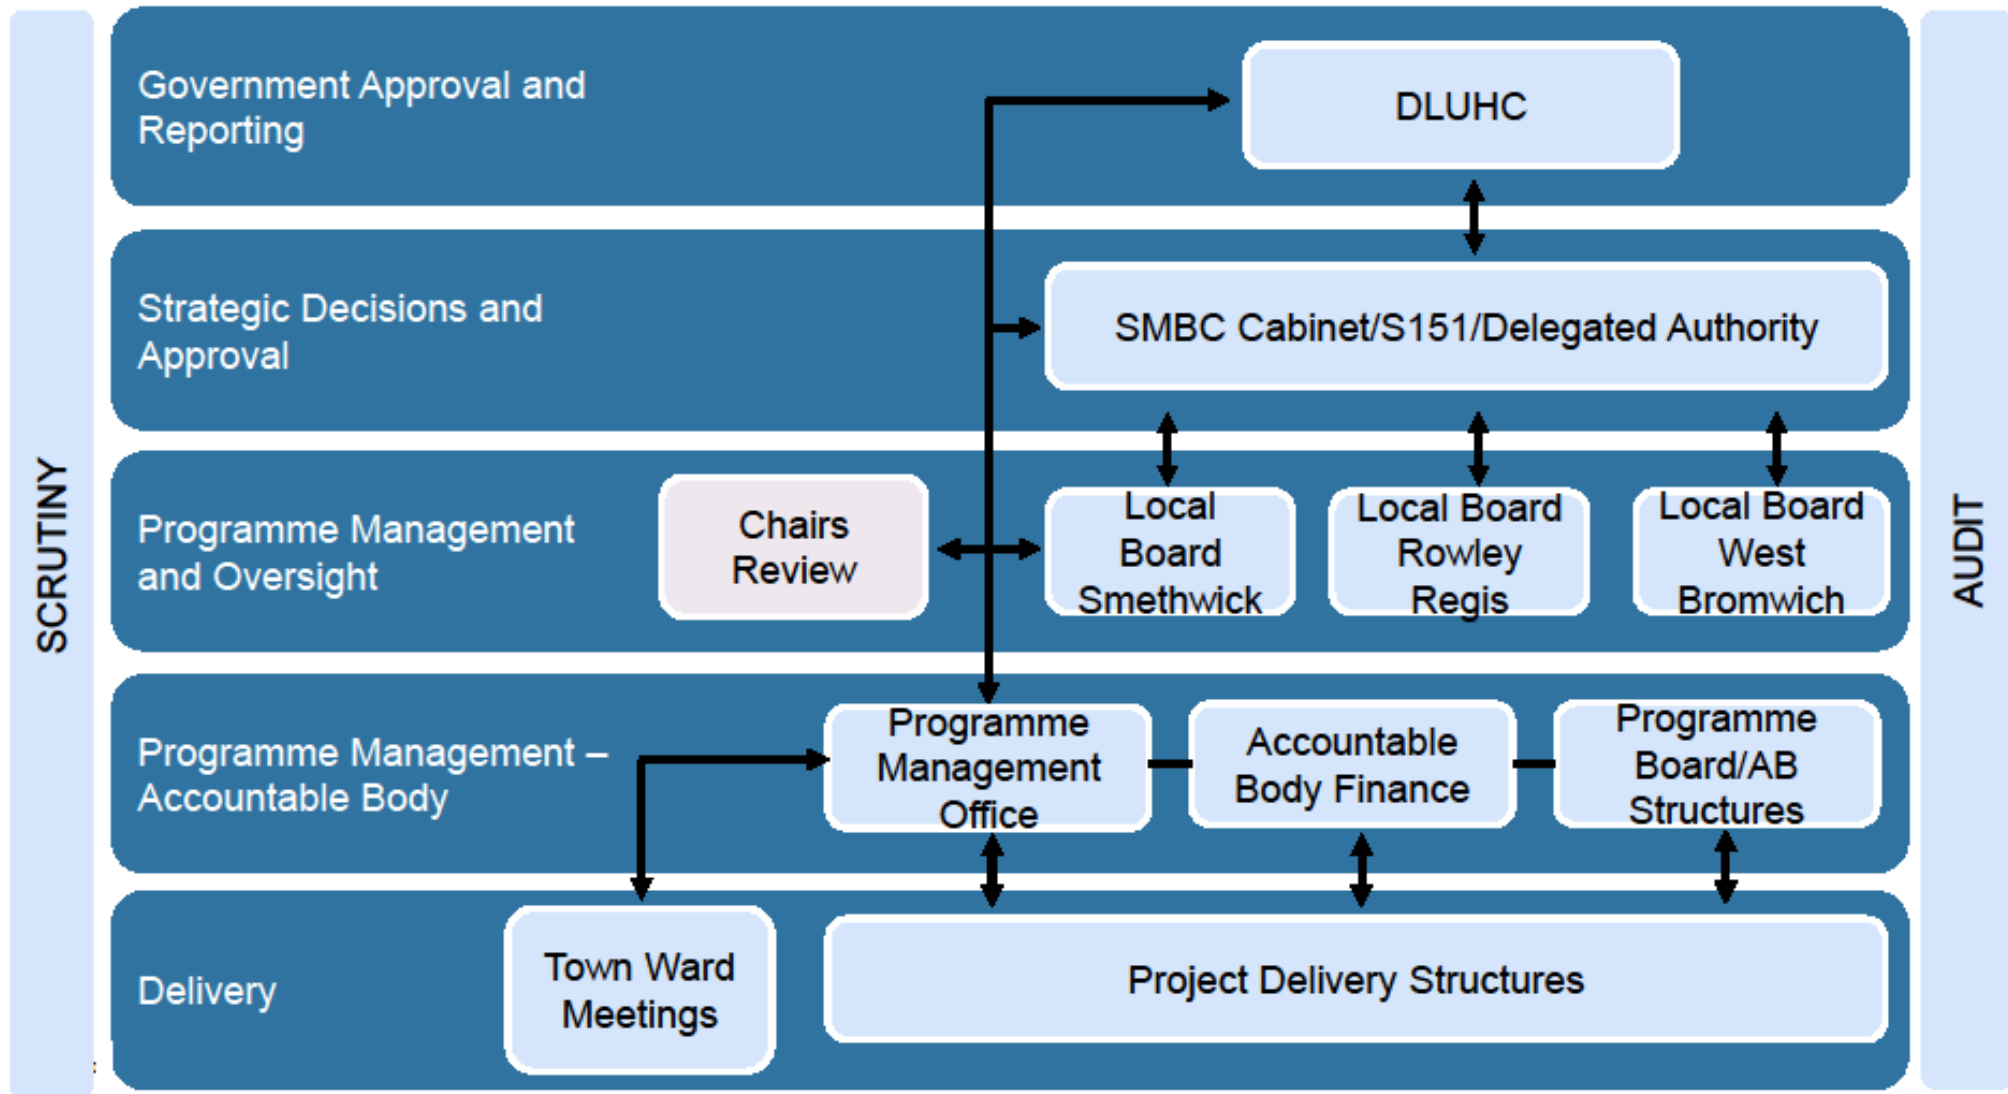 SCRUTINY
Government Approval and
Reporting
DLUHC
Strategic Decisions and
Approval
SMBC Cabinet/S151/Delegated Authority
Programme Management
and Oversight
Chairs
Review
Local
Board
Smethwick
Local Board
Rowley
Regis
Local Board
West
Bromwich
Programme Management –
Accountable Body
Programme
Management
Office
Accountable
Body Finance
Programme
Board/AB
Structures
Delivery
Town Ward
Meetings
Project Delivery Structures
AUDIT